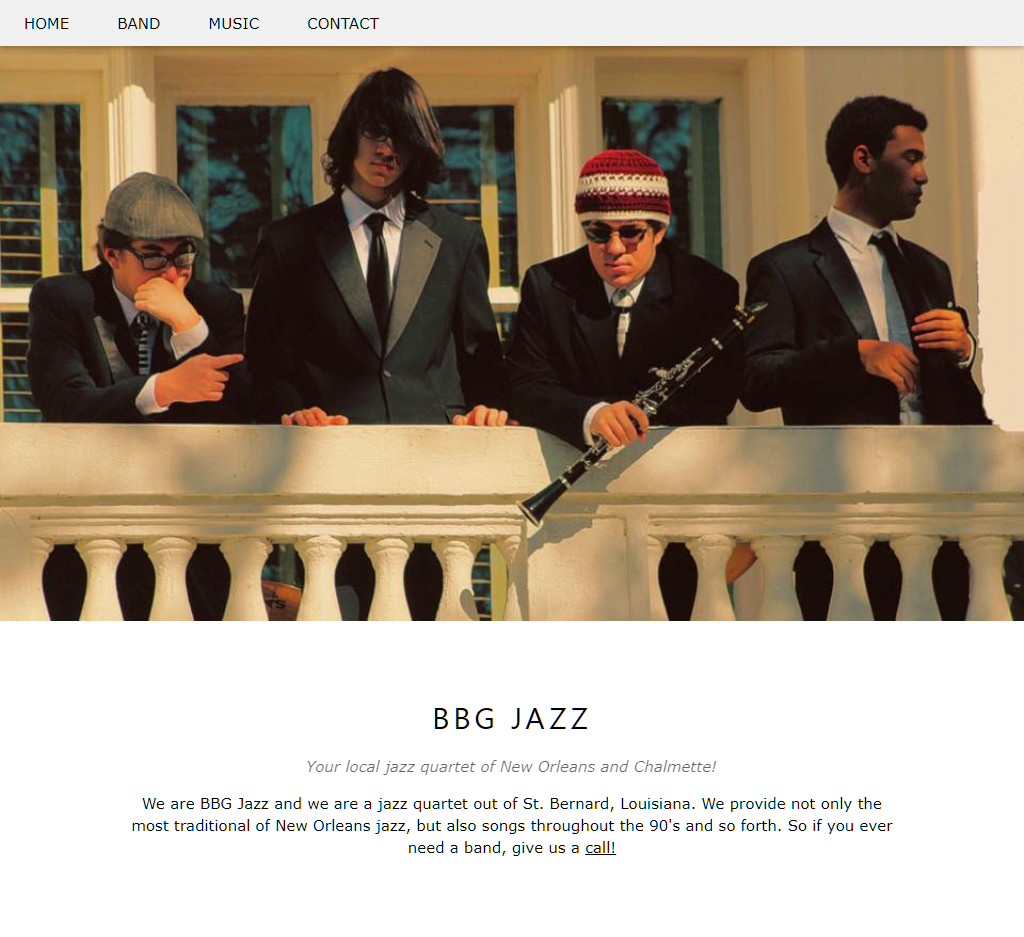 HOME BAND MUSIC CONTACT
BBG JAZZ
Your local jazz quartet of New Orleans and Chalmette!
We are BBG Jazz and we are a jazz quartet out of St. Bernard, Louisiana. We provide not only the
most traditional of New Orleans jazz, but also songs throughout the 90's and so forth. So if you ever
need a band, give us a call!